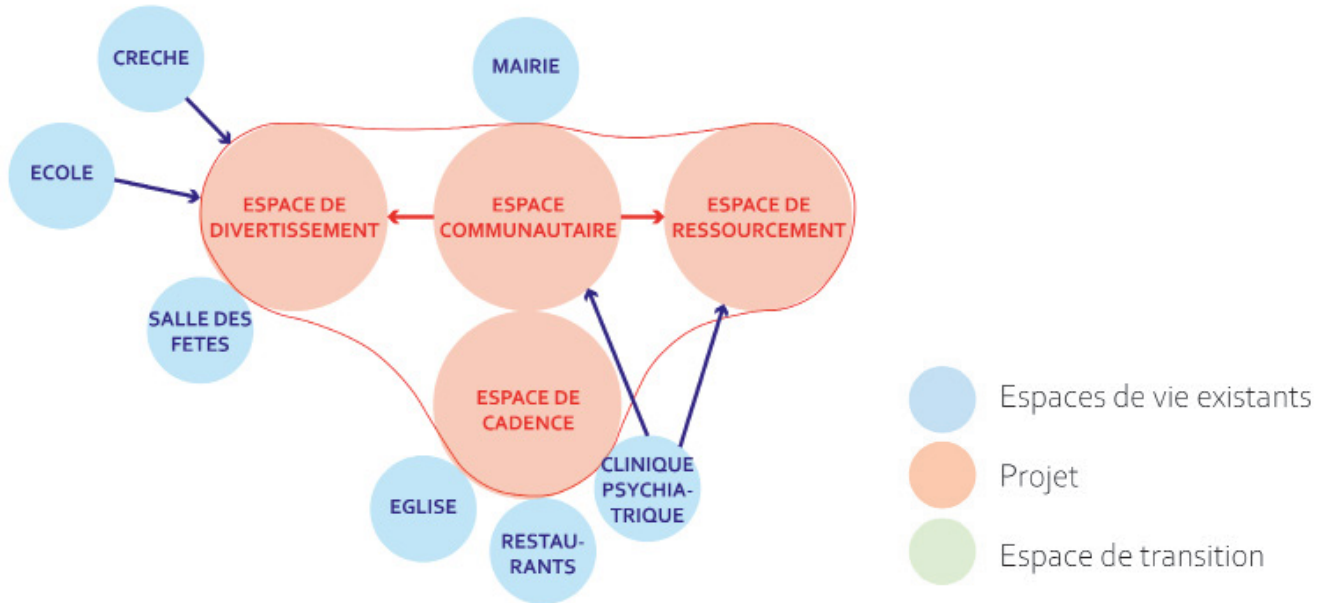 CRECHE
MAIRIE
ECOLE
ESPACE DE
DIVERTISSEMENT
ESPACE
COMMUNAUTAIRE
ESPACE DE
RESSOURCEMENT
SALLE DES
FETES
ESPACE DE
CADENCE
EGLISE
RESTAU-
RANTS
CLINIQUE
PSYCHIA-
TRIQUE
Espaces de vie existants
Projet
Espace de transition